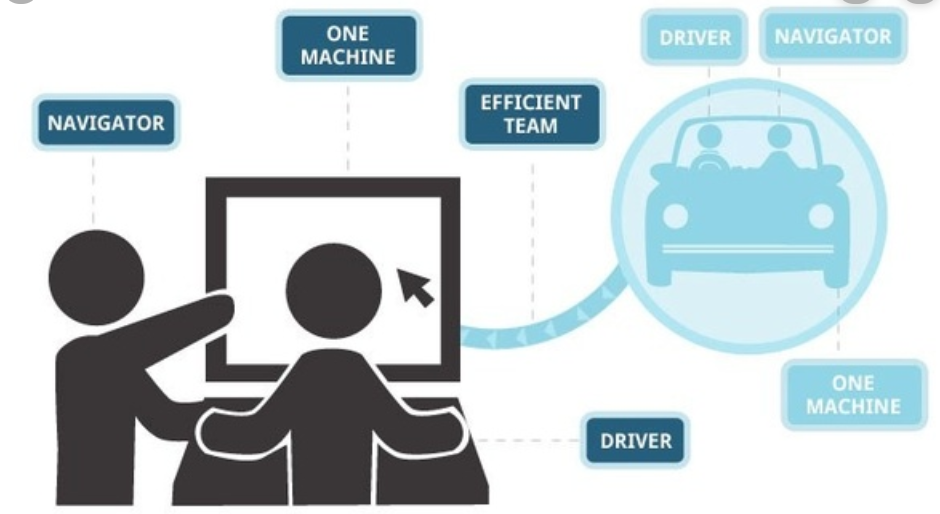 ONE
MACHINE
DRIVER
NAVIGATOR
NAVIGATOR
EFFICIENT
TEAM
ONE
MACHINE
DRIVER